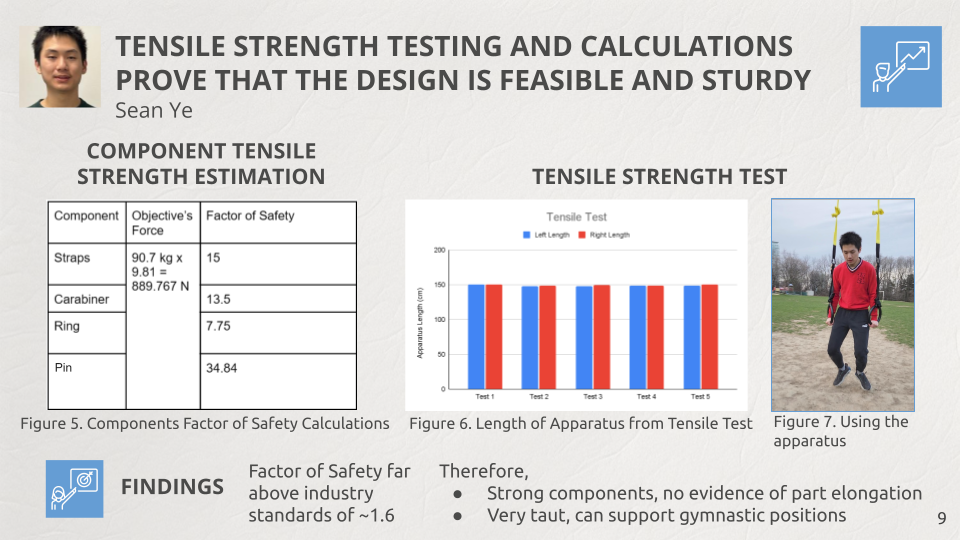 TENSILE STRENGTH TESTING AND CALCULATIONS
PROVE THAT THE DESIGN IS FEASIBLE AND STURDY
Sean Ye
COMPONENT TENSILE
STRENGTH ESTIMATION
Component
Objective's
Force
Factor of Safety
Straps
90.7 kg x
9.81 =
889.767 N
15
Carabiner
13.5
Ring
7.75
Pin
34.84
Figure 5. Components Factor of Safety Calculations
TENSILE STRENGTH TEST
Tensile Test
Left Length
Right Length
Apparatus Length (cm)
200
150
100
50
0
Test 1
Test 2
Test 3
Test 4
Test 5
Figure 6. Length of Apparatus from Tensile Test
Figure 7. Using the
apparatus
FINDINGS
Factor of Safety far
above industry
standards of ~1.6
Therefore,
● Strong components, no evidence of part elongation
● Very taut, can support gymnastic positions
9